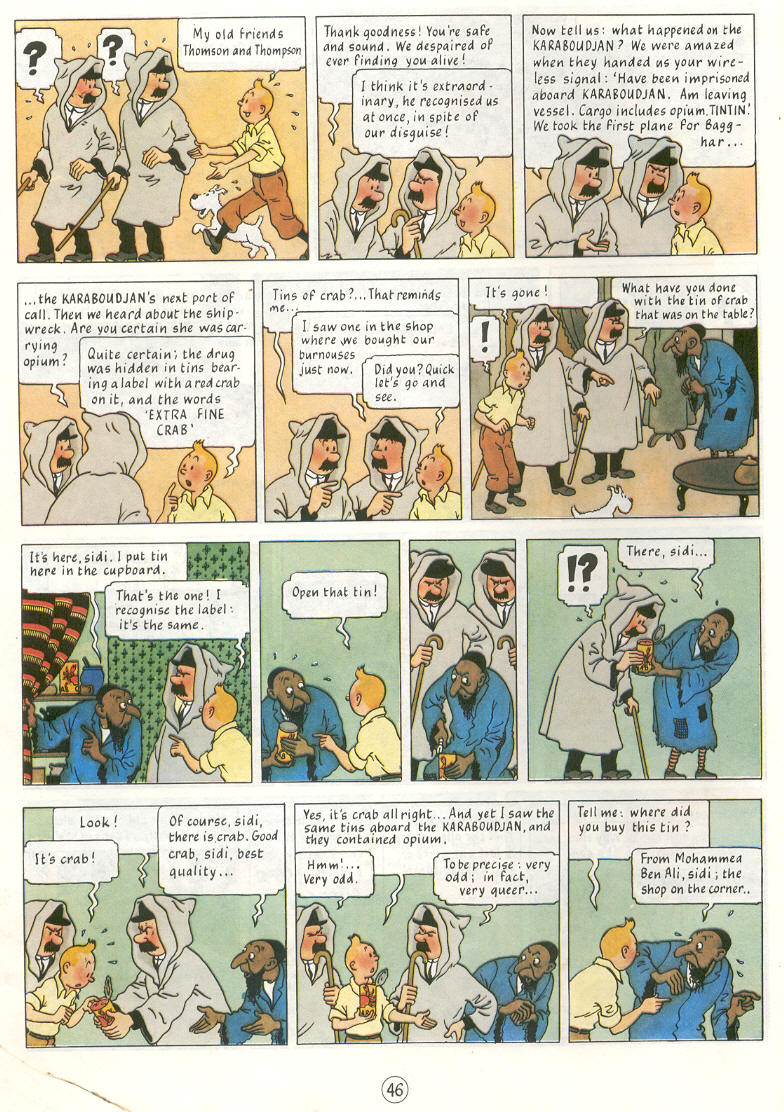 ?
?
My old friends
Thomson and Thompson
Thank goodness! You're safe
and sound. We despaired of
ever finding you alive!
I think it's extraord-
inary, he recognised us
at once, in spite of
our disguise!
Now tell us: what happened on the
KARABOUDJAN? We were amazed
when they handed us your wire-
less signal: 'Have been imprisoned
aboard KARABOUDJAN. Am leaving
vessel. Cargo includes opium. TINTIN.'
We took the first plane for Bagg-
har...
...the KARABOUDJAN's next port of
call. Then we heard about the ship-
wreck. Are you certain she was car-
rying
opium?
Quite certain; the drug
was hidden in tins bear-
ing a label with a red crab
on it, and the words
'EXTRA FINE
CRAB'
Tins of crab?... That reminds
me...
I saw one in the shop
where we bought our
burnouses
just now.
Did you? Quick
let's go and
see.
It's gone!
!
What have you done
with the tin of crab
that was on the table?
It's here, sidi. I put tin
here in the cupboard.
That's the one! I
recognise the label:
it's the same.
Open that tin!
!?
There, sidi...
Look!
It's crab!
Of course, sidi,
there is crab. Good
crab, sidi, best
quality...
Yes, it's crab all right... And yet I saw the
same tins aboard the KARABOUDJAN, and
they contained opium.
Hmm!...
Very odd.
To be precise: very
odd; in fact,
very queer...
Tell me: where did
you buy this tin?
From Mohammed
Ben Ali, sidi; the
shop on the corner..
46